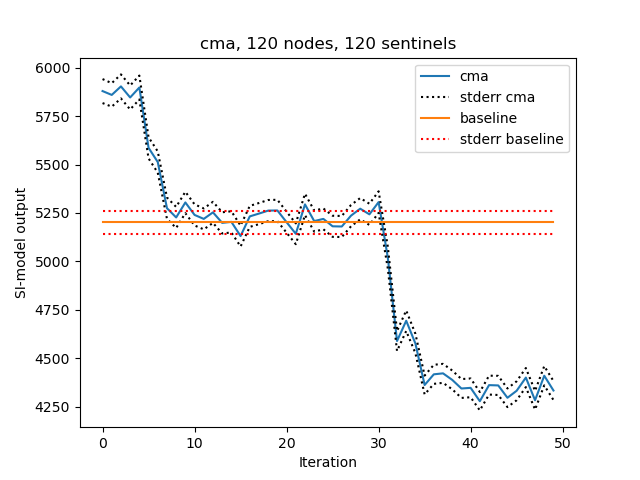 cma, 120 nodes, 120 sentinels
6000
5750
5500
5250
5000
4750
4500
4250
SI-model output
cma
stderr cma
baseline
stderr baseline
0 10 20 30 40 50
Iteration